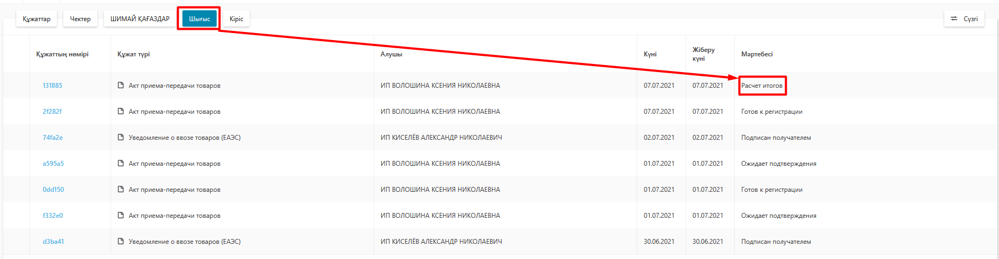 Құжаттар Чектер ШИМАЙ ҚАҒАЗДАР Шығыс Кіріс Сүзгі
Құжаттың нөмірі Құжат түрі Алушы Күні Жіберу күні Мәртебесі
131885 Акт приема-передачи товаров ИП ВОЛОШИНА КСЕНИЯ НИКОЛАЕВНА 07.07.2021 07.07.2021 Расчет итогов
2f282f Акт приема-передачи товаров ИП ВОЛОШИНА КСЕНИЯ НИКОЛАЕВНА 07.07.2021 07.07.2021 Готов к регистрации
74fa2e Уведомление о ввозе товаров (ЕАЭС) ИП КИСЕЛЁВ АЛЕКСАНДР НИКОЛАЕВИЧ 02.07.2021 02.07.2021 Подписан получателем
a595a5 Акт приема-передачи товаров ИП ВОЛОШИНА КСЕНИЯ НИКОЛАЕВНА 01.07.2021 01.07.2021 Ожидает подтверждения
0dd150 Акт приема-передачи товаров ИП ВОЛОШИНА КСЕНИЯ НИКОЛАЕВНА 01.07.2021 01.07.2021 Готов к регистрации
f332e0 Акт приема-передачи товаров ИП ВОЛОШИНА КСЕНИЯ НИКОЛАЕВНА 01.07.2021 01.07.2021 Ожидает подтверждения
d3ba41 Уведомление о ввозе товаров (ЕАЭС) ИП КИСЕЛЁВ АЛЕКСАНДР НИКОЛАЕВИЧ 30.06.2021 30.06.2021 Подписан получателем